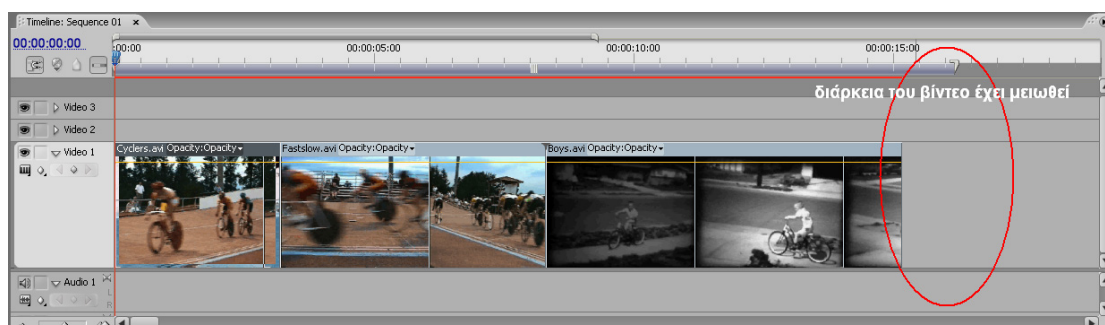 Timeline: Sequence 01 ×
00:00:00:00
:00:00 00:00:05:00 00:00:10:00 00:00:15:00
διάρκεια του βίντεο έχει μειωθεί
Video 3
Video 2
Video 1
Cyclers.avi Opacity:Opacity Fastslow.avi Opacity:Opacity Boys.avi Opacity:Opacity
Audio 1
L
R